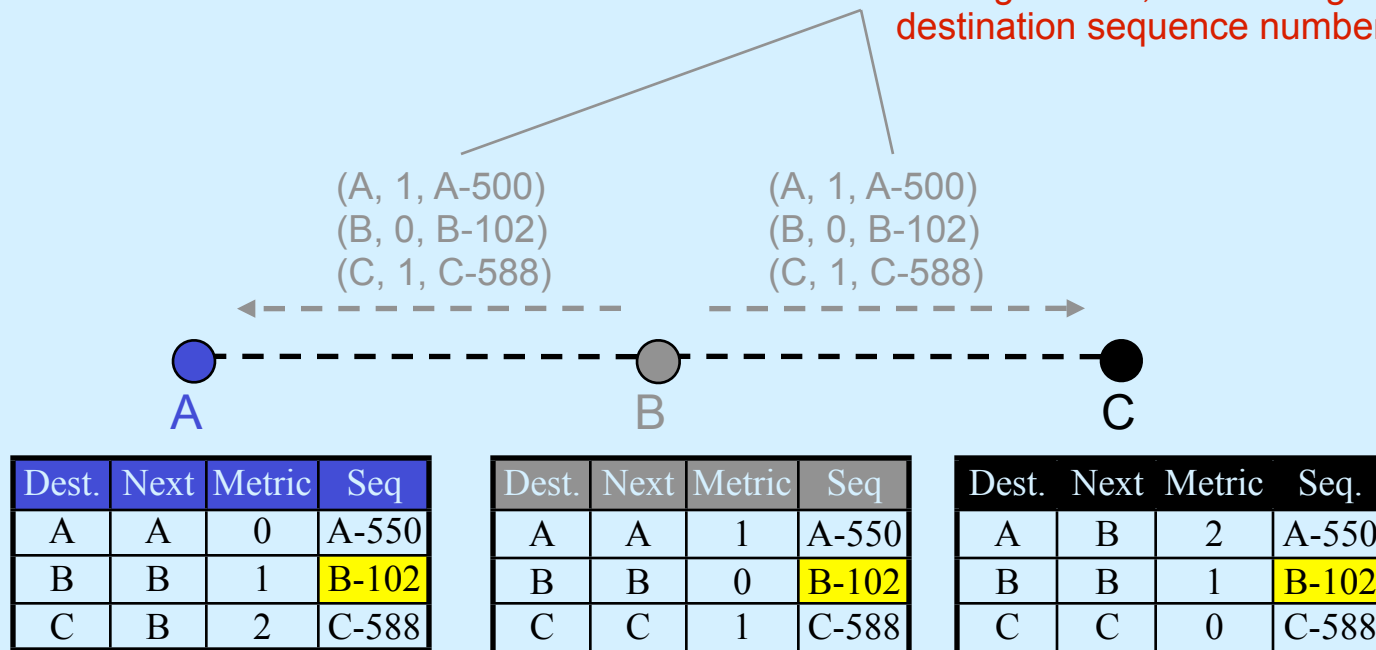 destination sequence number
(A, 1, A-500) (A, 1, A-500)
(B, 0, B-102) (B, 0, B-102)
(C, 1, C-588) (C, 1, C-588)
A B C
Dest. Next Metric Seq Dest. Next Metric Seq Dest. Next Metric Seq.
A A 0 A-550 A A 1 A-550 A B 2 A-550
B B 1 B-102 B B 0 B-102 B B 1 B-102
C B 2 C-588 C C 1 C-588 C C 0 C-588